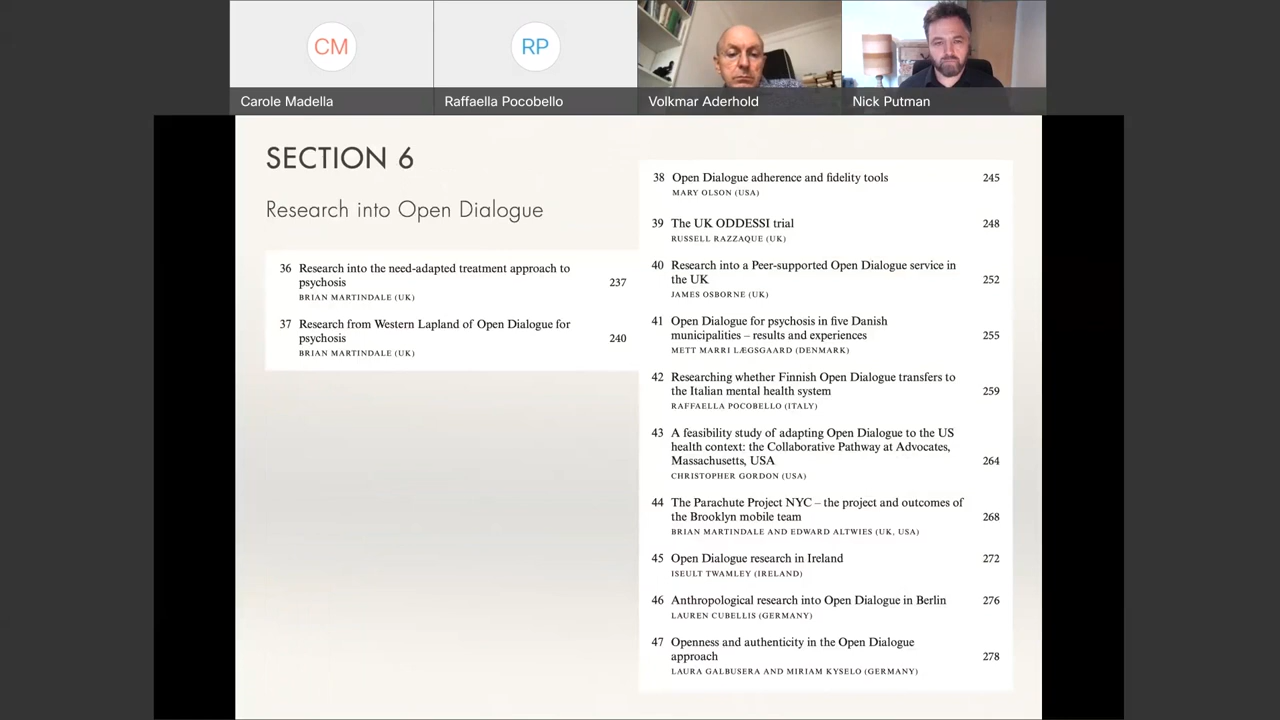 CM
RP
Carole Madella
Raffaella Pocobello
Volkmar Aderhold
Nick Putman
SECTION 6
Research into Open Dialogue
36 Research into the need-adapted treatment approach to
psychosis 237
BRIAN MARTINDALE (UK)
37 Research from Western Lapland of Open Dialogue for
psychosis 240
BRIAN MARTINDALE (UK)
38 Open Dialogue adherence and fidelity tools 245
MARY OLSON (USA)
39 The UK ODDESSI trial 248
RUSSELL RAZZAQUE (UK)
40 Research into a Peer-supported Open Dialogue service in
the UK 252
JAMES OSBORNE (UK)
41 Open Dialogue for psychosis in five Danish
municipalities – results and experiences 255
METT MARRI LÆGSGAARD (DENMARK)
42 Researching whether Finnish Open Dialogue transfers to
the Italian mental health system 259
RAFFAELLA POCOBELLO (ITALY)
43 A feasibility study of adapting Open Dialogue to the US
health context: the Collaborative Pathway at Advocates,
Massachusetts, USA 264
CHRISTOPHER GORDON (USA)
44 The Parachute Project NYC – the project and outcomes of
the Brooklyn mobile team 268
BRIAN MARTINDALE AND EDWARD ALTWIES (UK, USA)
45 Open Dialogue research in Ireland 272
ISEULT TWAMLEY (IRELAND)
46 Anthropological research into Open Dialogue in Berlin 276
LAUREN CUBELLIS (GERMANY)
47 Openness and authenticity in the Open Dialogue
approach 278
LAURA GALBUSERA AND MIRIAM KYSELO (GERMANY)